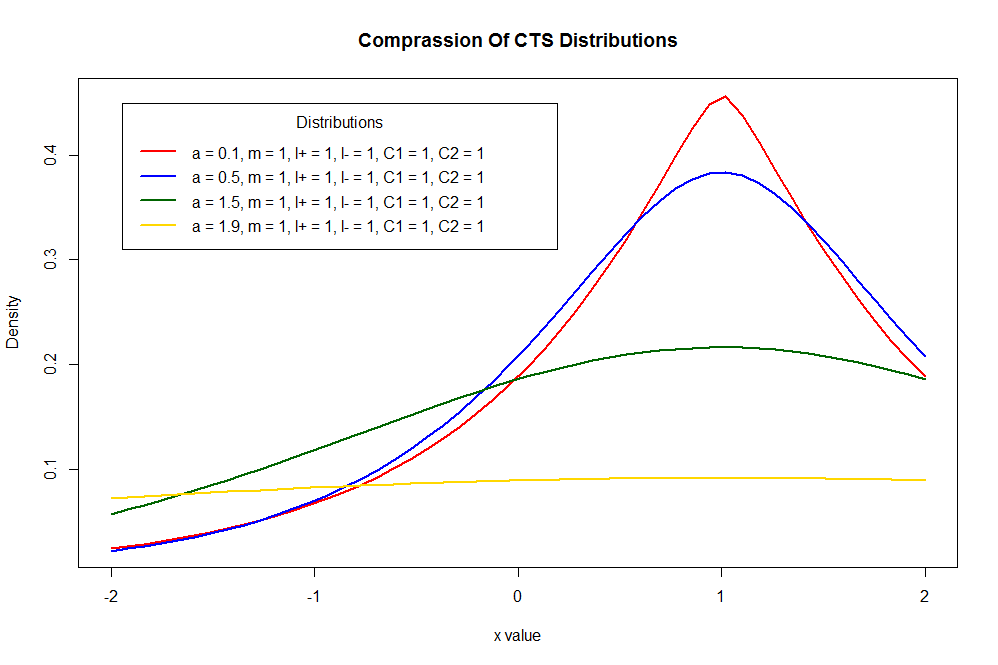 Comprassion Of CTS Distributions
Distributions
a = 0.1, m = 1, l+ = 1, l- = 1, C1 = 1, C2 = 1
a = 0.5, m = 1, l+ = 1, l- = 1, C1 = 1, C2 = 1
a = 1.5, m = 1, l+ = 1, l- = 1, C1 = 1, C2 = 1
a = 1.9, m = 1, l+ = 1, l- = 1, C1 = 1, C2 = 1
Density
0.4
0.3
0.2
0.1
-2 -1 0 1 2
x value